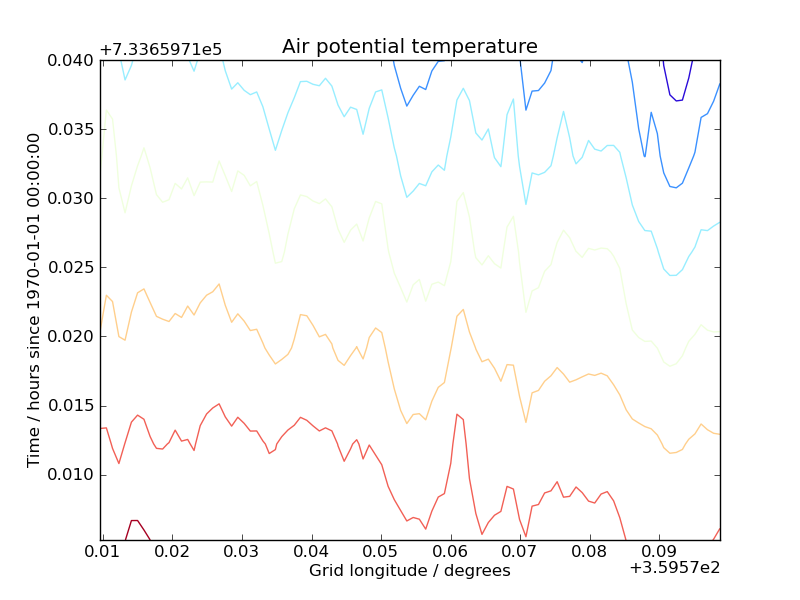 +7.3365971e5
Air potential temperature
0.040
0.035
0.030
0.025
0.020
0.015
0.010
Time / hours since 1970-01-01 00:00:00
0.01 0.02 0.03 0.04 0.05 0.06 0.07 0.08 0.09
Grid longitude / degrees
+3.5957e2